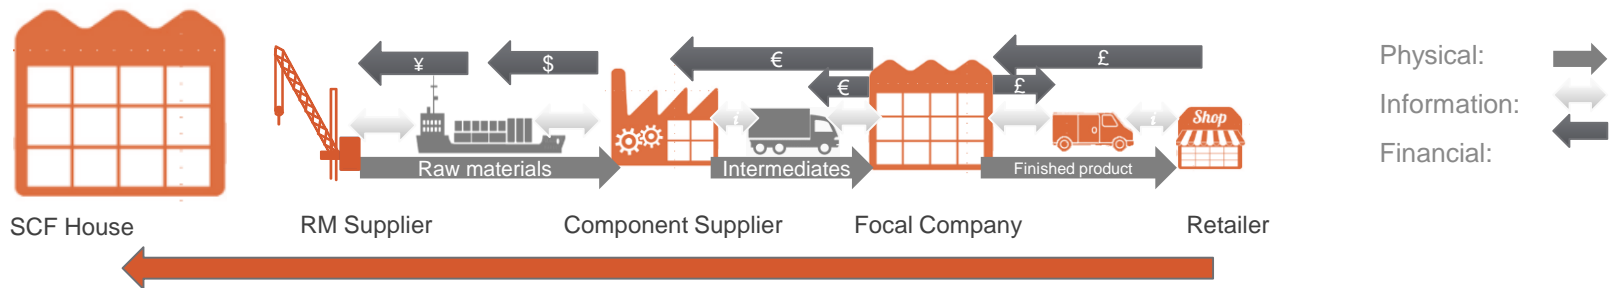 ¥
$
€
£
€
£
Physical:
Information:
Financial:
i
i
Shop
Raw materials
Intermediates
Finished product
SCF House
RM Supplier
Component Supplier
Focal Company
Retailer